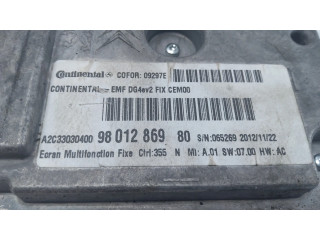 Continental COFOR: 09297E
CONTINENTAL-- EMF DG4ev2 FIX CEM00
A2C33030400 98 012 869 80 S/N:065269 2012/11/22
Ecran Multifonction Fixe Ctrl:355 N MI:A.01 SW:07.00 HW:AC